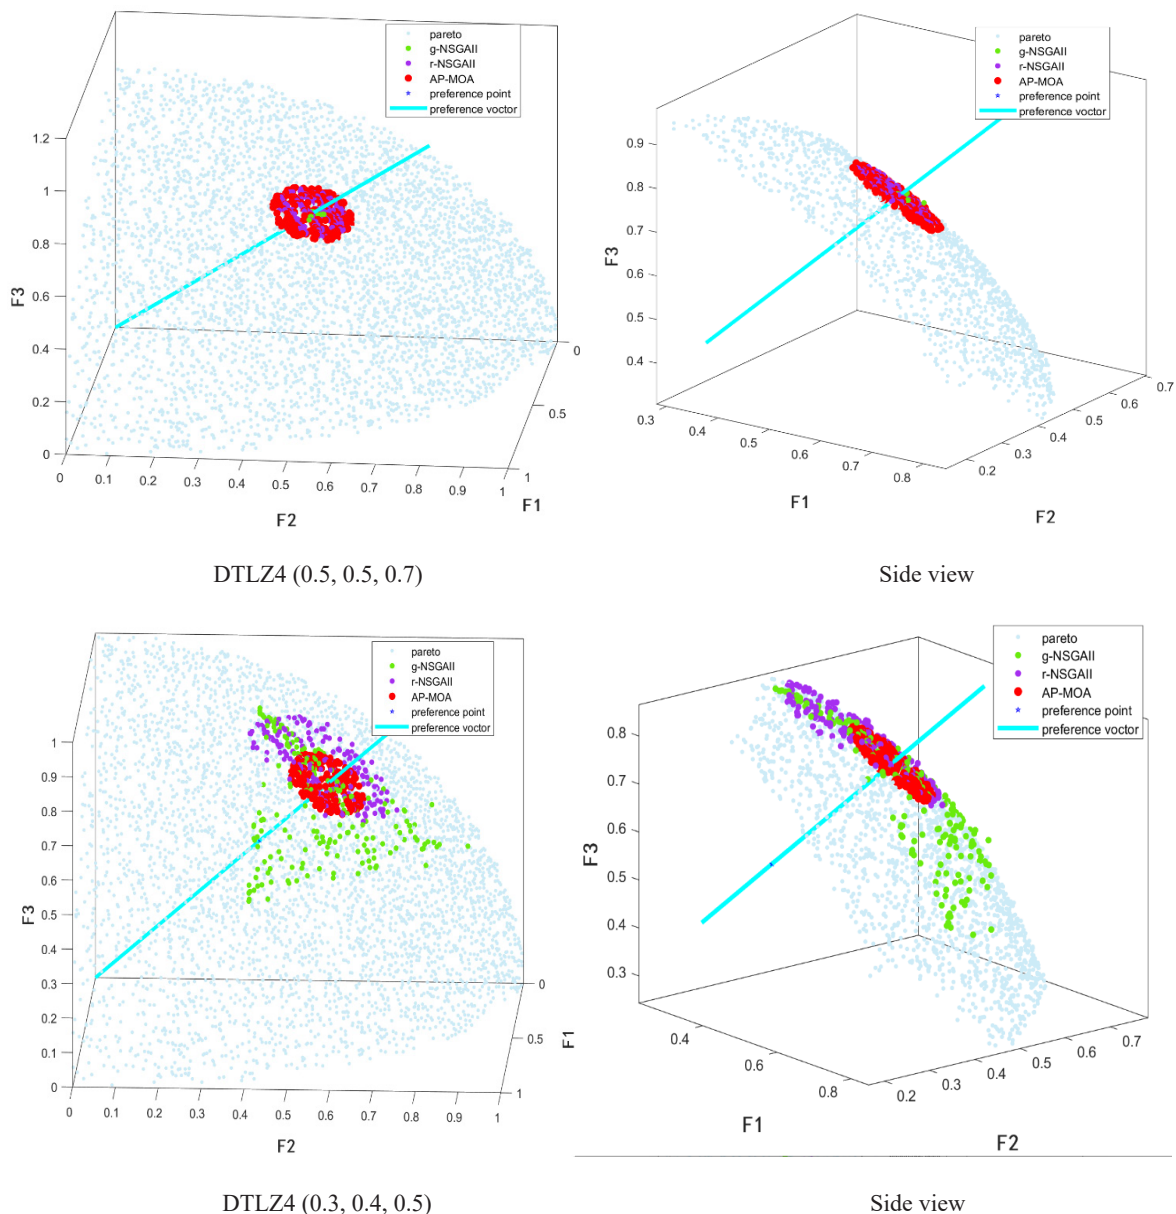 pareto
g-NSGAII
r-NSGAII
AP-MOA
preference point
preference voctor
1.2
1
0.8
0.6
0.4
0.2
0
F3
0 0.1 0.2 0.3 0.4 0.5 0.6 0.7 0.8 0.9 1
F2
1
0.5
0
F1
DTLZ4 (0.5, 0.5, 0.7)
pareto
g-NSGAII
r-NSGAII
AP-MOA
preference point
preference voctor
0.9
0.8
0.7
0.6
0.5
0.4
F3
0.3 0.4 0.5 0.6 0.7 0.8
F1
0.2 0.3 0.4 0.5 0.6 0.7
F2
Side view
pareto
g-NSGAII
r-NSGAII
AP-MOA
preference point
preference voctor
1
0.9
0.8
0.7
0.6
0.5
0.4
0.3
0.2
0.1
0
F3
0 0.1 0.2 0.3 0.4 0.5 0.6 0.7 0.8 0.9 1
F2
1
0.5
0
F1
DTLZ4 (0.3, 0.4, 0.5)
pareto
g-NSGAII
r-NSGAII
AP-MOA
preference point
preference voctor
0.8
0.7
0.6
0.5
0.4
0.3
F3
0.4 0.6 0.8
F1
0.2 0.3 0.4 0.5 0.6 0.7
F2
Side view